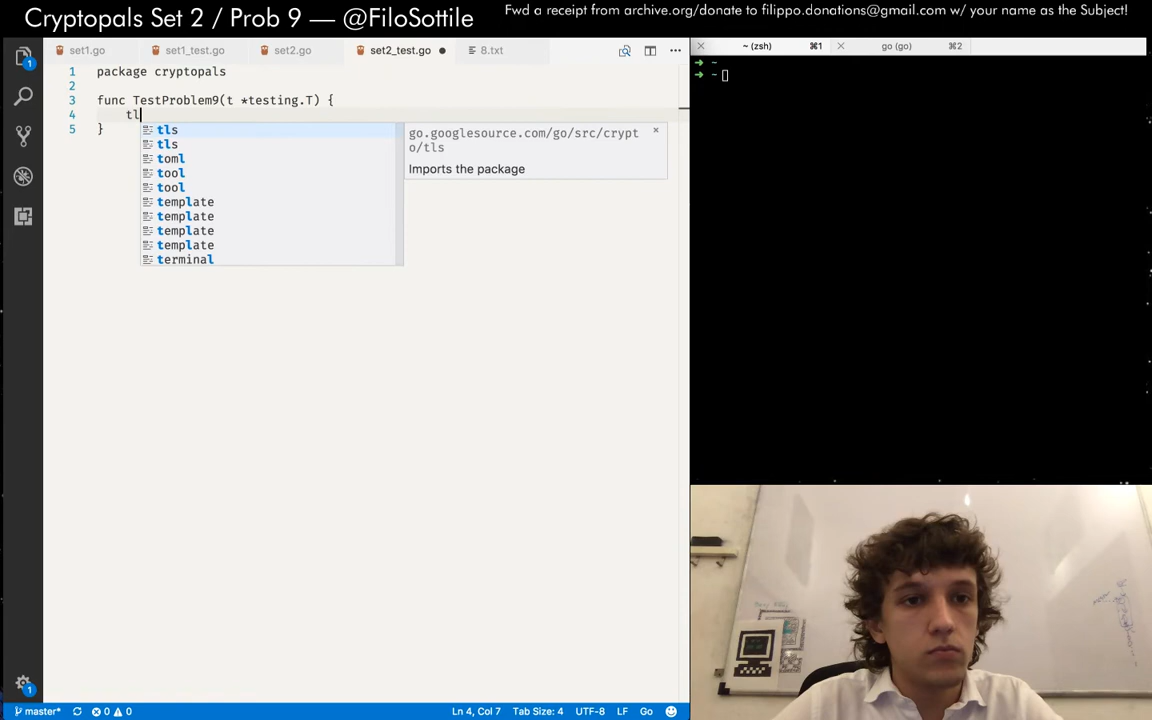 Cryptopals Set 2 / Prob 9 — @FiloSottile
Fwd a receipt from archive.org/donate to filippo.donations@gmail.com w/ your name as the Subject!
set1.go
set1_test.go
set2.go
set2_test.go
8.txt
~ (zsh) ⌘1
~ (go) ⌘2
1 package cryptopals
2
3 func TestProblem9(t *testing.T) {
4 tl
5 }
tls
tls
toml
tool
tool
template
template
template
template
terminal
go.googlesource.com/go/src/crypt
o/tls
Imports the package
→ ~
→ ~
1
1
master*
0 0
Ln 4, Col 7
Tab Size: 4
UTF-8
LF
Go